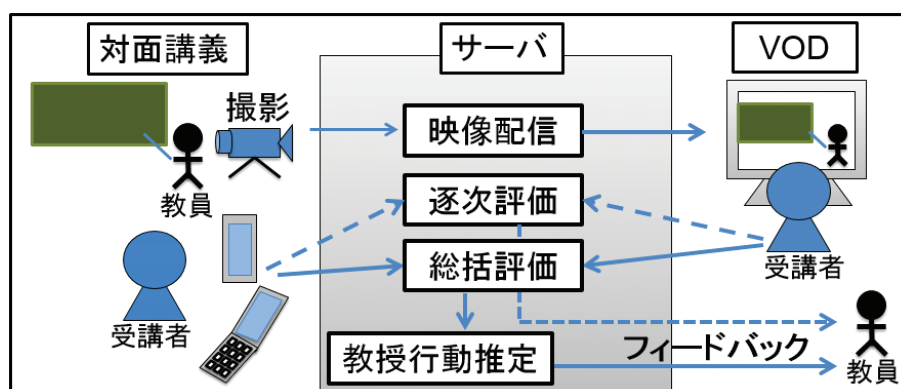 対面講義
サーバ
VOD
撮影
映像配信
教員
逐次評価
総括評価
受講者
受講者
教授行動推定
フィードバック
教員